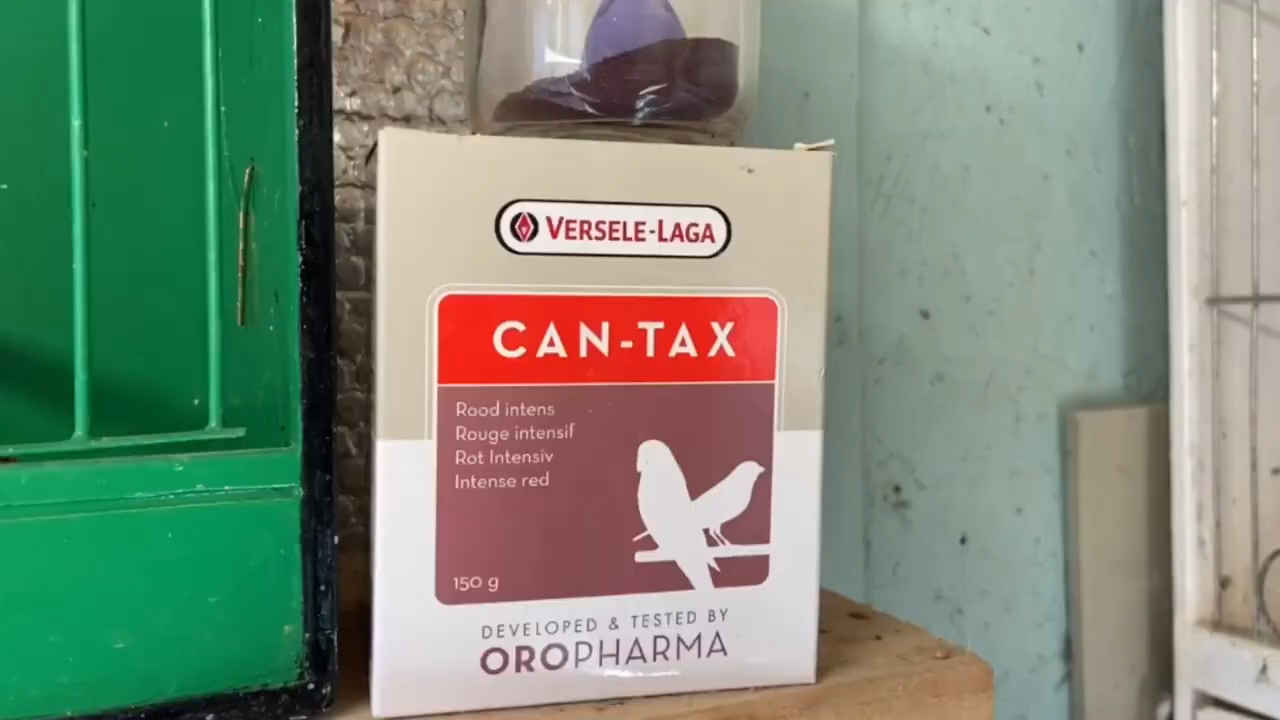 VERSELE-LAGA
CAN-TAX
Rood intens
Rouge intensif
Rot Intensiv
Intense red
150 g
DEVELOPED & TESTED BY
OROPHARMA